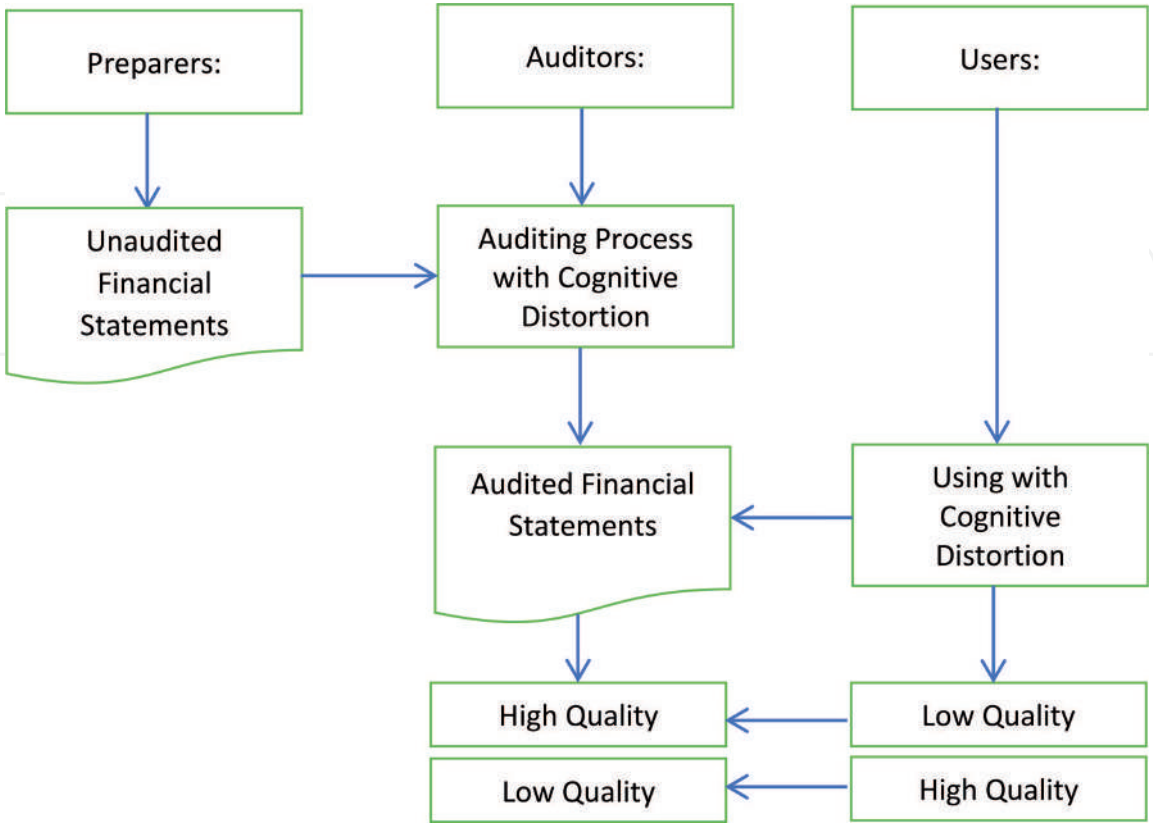 Preparers:
Auditors:
Users:
Unaudited
Financial
Statements
Auditing Process
with Cognitive
Distortion
Audited Financial
Statements
Using with
Cognitive
Distortion
High Quality
Low Quality
Low Quality
High Quality